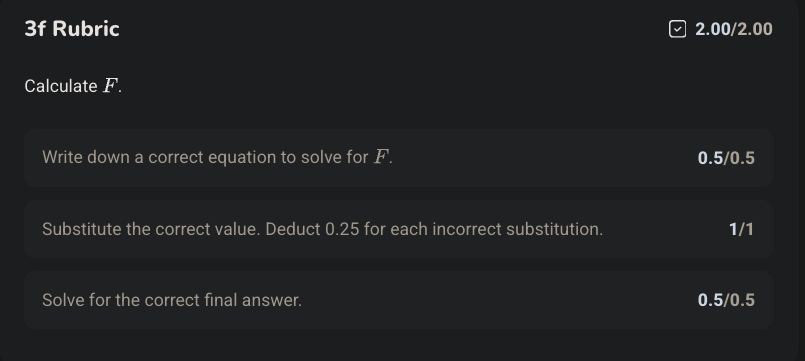 3f Rubric
2.00/2.00
Calculate F.
Write down a correct equation to solve for F.
0.5/0.5
Substitute the correct value. Deduct 0.25 for each incorrect substitution.
1/1
Solve for the correct final answer.
0.5/0.5